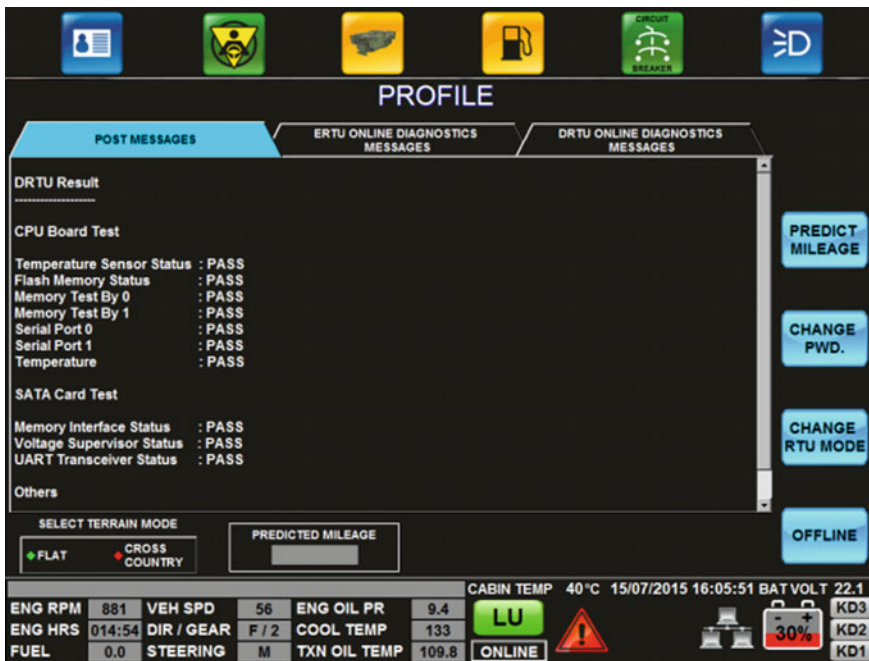 CIRCUIT
BREAKER
PROFILE
POST MESSAGES
ERTU ONLINE DIAGNOSTICS
MESSAGES
DRTU ONLINE DIAGNOSTICS
MESSAGES
DRTU Result
--------------------
CPU Board Test
Temperature Sensor Status : PASS
Flash Memory Status : PASS
Memory Test By 0 : PASS
Memory Test By 1 : PASS
Serial Port 0 : PASS
Serial Port 1 : PASS
Temperature : PASS
SATA Card Test
Memory Interface Status : PASS
Voltage Supervisor Status : PASS
UART Transceiver Status : PASS
Others
PREDICT
MILEAGE
CHANGE
PWD.
CHANGE
RTU MODE
OFFLINE
SELECT TERRAIN MODE
FLAT
CROSS
COUNTRY
PREDICTED MILEAGE
CABIN TEMP 40°C 15/07/2015 16:05:51 BAT VOLT 22.1
ENG RPM 881 VEH SPD 56 ENG OIL PR 9.4
ENG HRS 014:54 DIR / GEAR F / 2 COOL TEMP 133
FUEL 0.0 STEERING M TXN OIL TEMP 109.8
LU
ONLINE
- +
30%
KD3
KD2
KD1